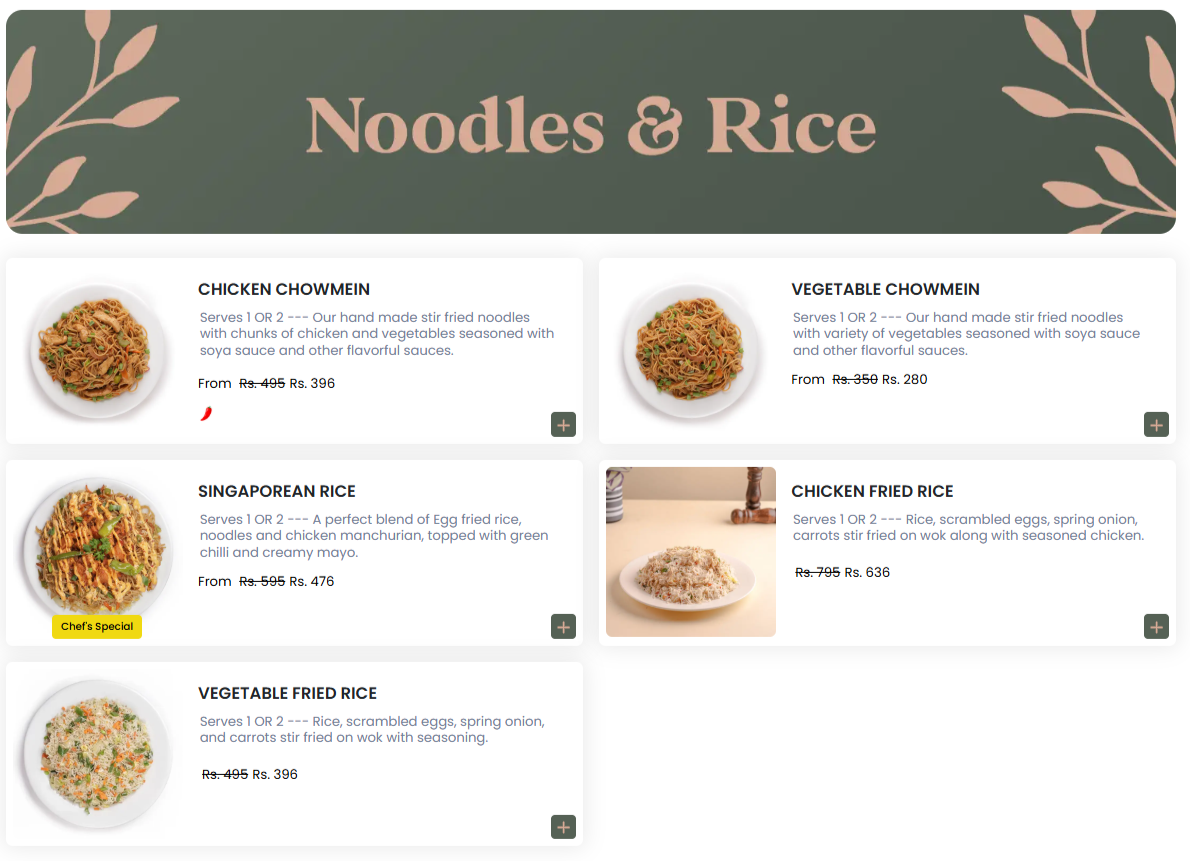 Noodles & Rice
CHICKEN CHOWMEIN
Serves 1 OR 2 --- Our hand made stir fried noodles
with chunks of chicken and vegetables seasoned with
soya sauce and other flavorful sauces.
From Rs. 495 Rs. 396
VEGETABLE CHOWMEIN
Serves 1 OR 2 --- Our hand made stir fried noodles
with variety of vegetables seasoned with soya sauce
and other flavorful sauces.
From Rs. 350 Rs. 280
SINGAPOREAN RICE
Serves 1 OR 2 --- A perfect blend of Egg fried rice,
noodles and chicken manchurian, topped with green
chilli and creamy mayo.
From Rs. 595 Rs. 476
Chef's Special
CHICKEN FRIED RICE
Serves 1 OR 2 --- Rice, scrambled eggs, spring onion,
carrots stir fried on wok along with seasoned chicken.
Rs. 795 Rs. 636
VEGETABLE FRIED RICE
Serves 1 OR 2 --- Rice, scrambled eggs, spring onion,
and carrots stir fried on wok with seasoning.
Rs. 495 Rs. 396